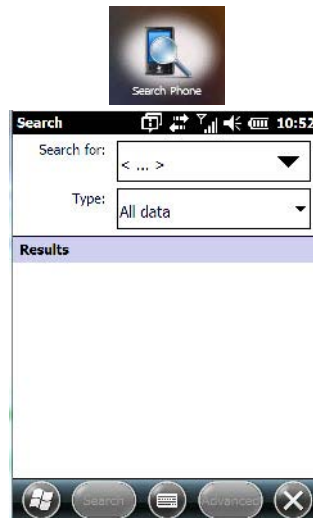 Search Phone
Search 10:52
Search for: < ... >
Type: All data
Results
Search Advanced